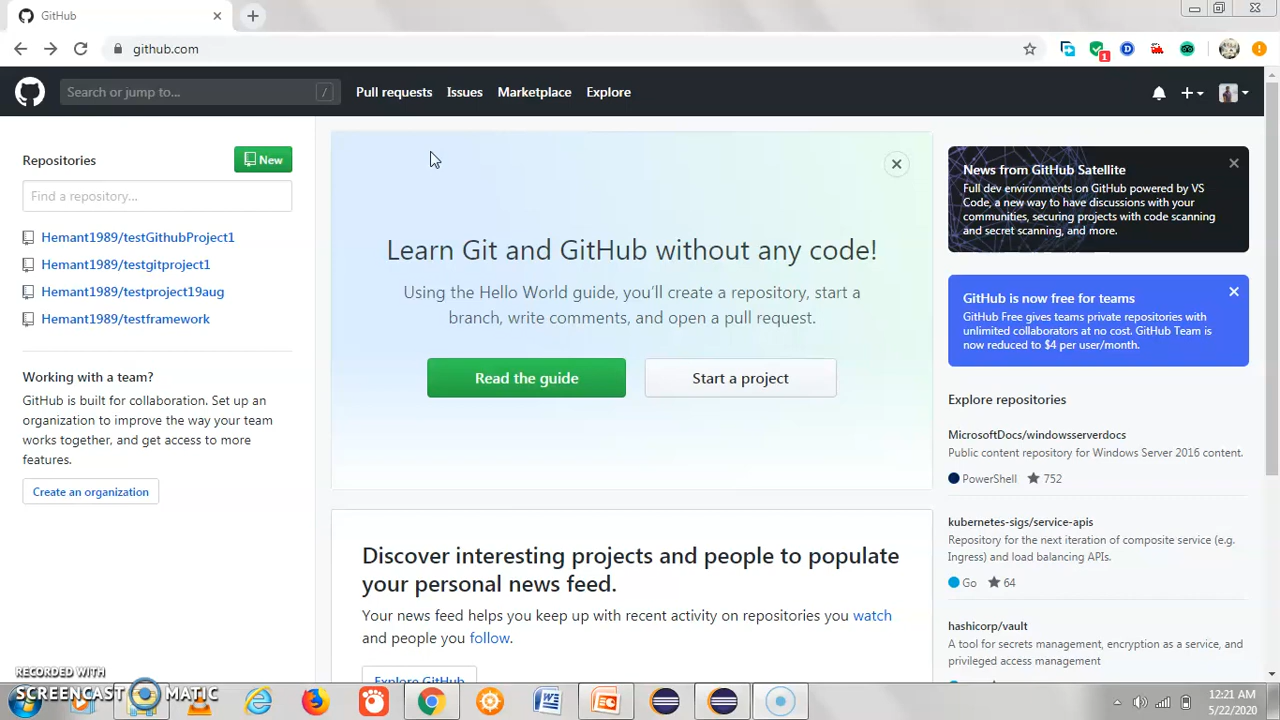 GitHub
github.com
1
Search or jump to...
/
Pull requests
Issues
Marketplace
Explore
Repositories
New
Find a repository...
Hemant1989/testGithubProject1
Hemant1989/testgitproject1
Hemant1989/testproject19aug
Hemant1989/testframework
Working with a team?
GitHub is built for collaboration. Set up an
organization to improve the way your team
works together, and get access to more
features.
Create an organization
Learn Git and GitHub without any code!
Using the Hello World guide, you’ll create a repository, start a
branch, write comments, and open a pull request.
Read the guide
Start a project
Discover interesting projects and people to populate
your personal news feed.
Your news feed helps you keep up with recent activity on repositories you watch
and people you follow.
Explore GitHub
News from GitHub Satellite
Full dev environments on GitHub powered by VS
Code, a new way to have discussions with your
communities, securing projects with code scanning
and secret scanning, and more.
GitHub is now free for teams
GitHub Free gives teams private repositories with
unlimited collaborators at no cost. GitHub Team is
now reduced to $4 per user/month.
Explore repositories
MicrosoftDocs/windowsserverdocs
Public content repository for Windows Server 2016 content.
PowerShell 752
kubernetes-sigs/service-apis
Repository for the next iteration of composite service (e.g.
Ingress) and load balancing APIs.
Go 64
hashicorp/vault
A tool for secrets management, encryption as a service, and
privileged access management
RECORDED WITH
SCREENCAST MATIC
12:21 AM
5/22/2020